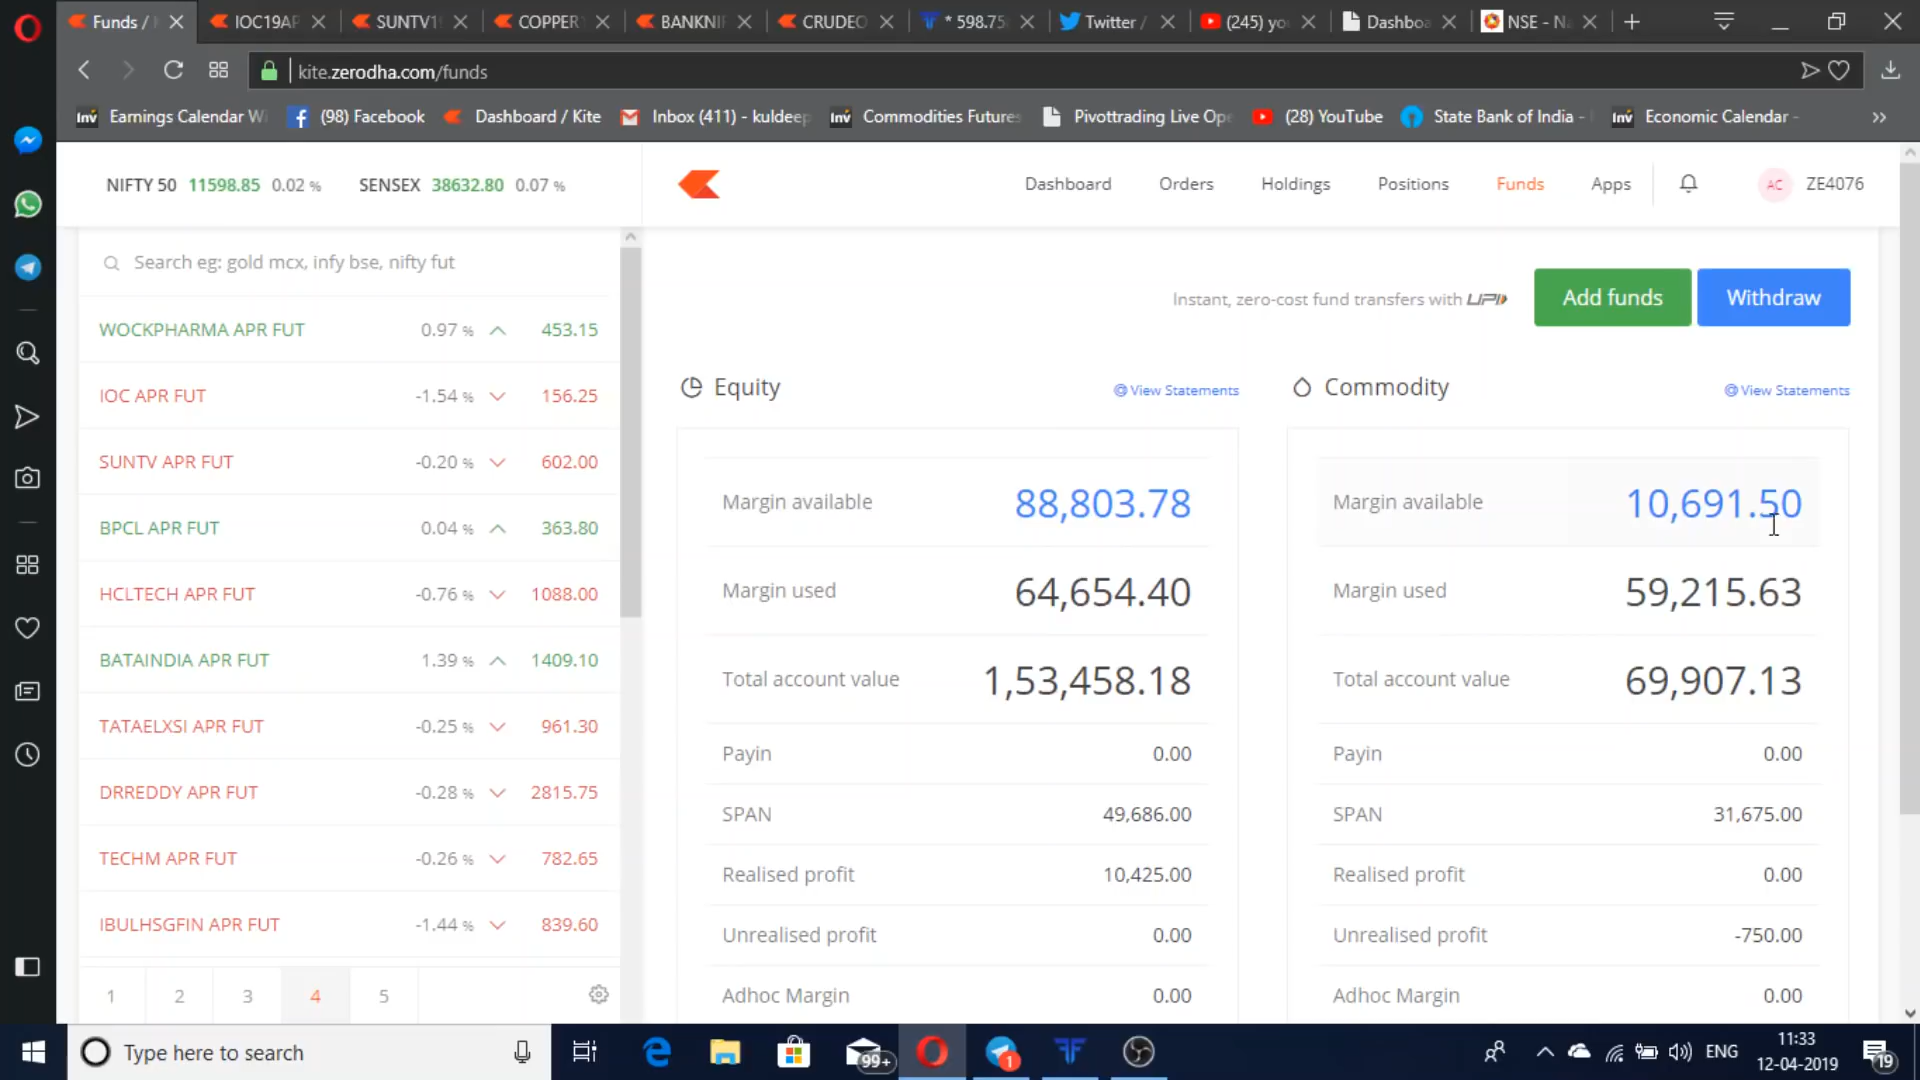 Funds / K
IOC19AP
SUNTV1
COPPER
BANKNI
CRUDEO
* 598.75
Twitter /
(245) yo
Dashboa
NSE - Na
kite.zerodha.com/funds
Earnings Calendar W
(98) Facebook
Dashboard / Kite
Inbox (411) - kuldeep
Commodities Futures
Pivottrading Live Ope
(28) YouTube
State Bank of India -
Economic Calendar -
NIFTY 50 11598.85 0.02 %
SENSEX 38632.80 0.07 %
Dashboard
Orders
Holdings
Positions
Funds
Apps
AC
ZE4076
Search eg: gold mcx, infy bse, nifty fut
WOCKPHARMA APR FUT 0.97 % 453.15
IOC APR FUT -1.54 % 156.25
SUNTV APR FUT -0.20 % 602.00
BPCL APR FUT 0.04 % 363.80
HCLTECH APR FUT -0.76 % 1088.00
BATAINDIA APR FUT 1.39 % 1409.10
TATAELXSI APR FUT -0.25 % 961.30
DRREDDY APR FUT -0.28 % 2815.75
TECHM APR FUT -0.26 % 782.65
IBULHSGFIN APR FUT -1.44 % 839.60
1 2 3 4 5
Instant, zero-cost fund transfers with UPI
Add funds
Withdraw
Equity
View Statements
Margin available 88,803.78
Margin used 64,654.40
Total account value 1,53,458.18
Payin 0.00
SPAN 49,686.00
Realised profit 10,425.00
Unrealised profit 0.00
Adhoc Margin 0.00
Commodity
View Statements
Margin available 10,691.50
Margin used 59,215.63
Total account value 69,907.13
Payin 0.00
SPAN 31,675.00
Realised profit 0.00
Unrealised profit -750.00
Adhoc Margin 0.00
Type here to search
99+
1
ENG
11:33
12-04-2019
19